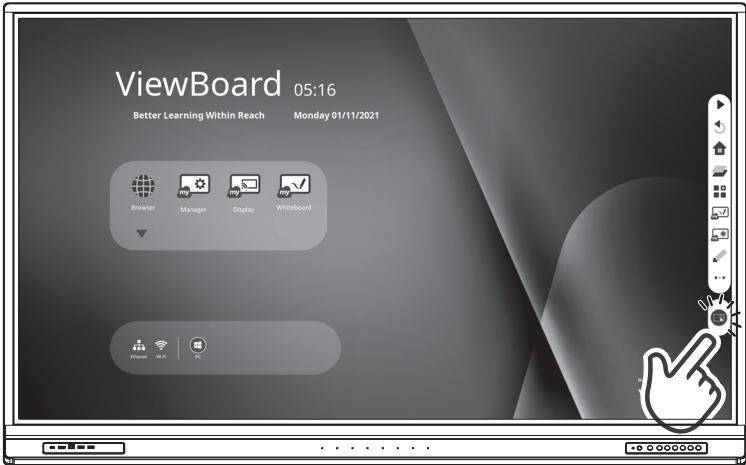 ViewBoard 05:16
Better Learning Within Reach Monday 01/11/2021
my my my
Browser Manager Display Whiteboard
Ethernet Wi-Fi PC